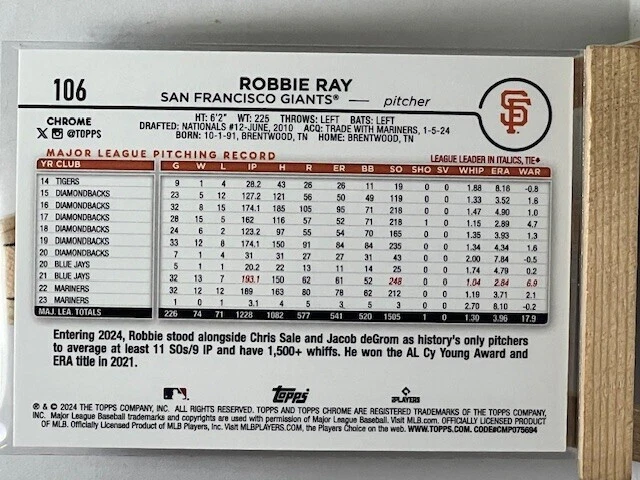 106
ROBBIE RAY
SAN FRANCISCO GIANTS® — pitcher
SF
CHROME
@TOPPS
HT: 6'2" WT: 225 THROWS: LEFT BATS: LEFT
DRAFTED: NATIONALS #12-JUNE, 2010 ACQ: TRADE WITH MARINERS, 1-5-24
BORN: 10-1-91, BRENTWOOD, TN HOME: BRENTWOOD, TN
MAJOR LEAGUE PITCHING RECORD LEAGUE LEADER IN ITALICS, TIE♦
YR CLUB G W L IP H R ER BB SO SHO SV WHIP ERA WAR
14 TIGERS 9 1 4 28.2 43 26 26 11 19 0 0 1.88 8.16 -0.8
15 DIAMONDBACKS 23 5 12 127.2 121 56 50 49 119 0 0 1.33 3.52 1.6
16 DIAMONDBACKS 32 8 15 174.1 185 105 95 71 218 0 0 1.47 4.90 1.0
17 DIAMONDBACKS 28 15 5 162 116 57 52 71 218 1 0 1.15 2.89 4.7
18 DIAMONDBACKS 24 6 2 123.2 97 55 54 70 165 0 0 1.35 3.93 1.3
19 DIAMONDBACKS 33 12 8 174.1 150 91 84 84 235 0 0 1.34 4.34 1.6
20 DIAMONDBACKS 7 1 4 31 31 27 27 31 43 0 0 2.00 7.84 -0.5
20 BLUE JAYS 5 1 1 20.2 22 13 11 14 25 0 0 1.74 4.79 0.2
21 BLUE JAYS 32 13 7 193.1 150 62 61 52 248 0 0 1.04 2.84 6.9
22 MARINERS 32 12 12 189 163 80 78 62 212 0 0 1.19 3.71 2.1
23 MARINERS 1 0 1 3.1 4 5 3 5 3 0 0 2.70 8.10 -0.2
MAJ. LEA. TOTALS 226 74 71 1228 1082 577 541 520 1505 1 0 1.30 3.96 17.9
Entering 2024, Robbie stood alongside Chris Sale and Jacob deGrom as history's only pitchers
to average at least 11 SOs/9 IP and have 1,500+ whiffs. He won the AL Cy Young Award and
ERA title in 2021.
Topps
PLAYERS
® & © 2024 THE TOPPS COMPANY, INC. ALL RIGHTS RESERVED. TOPPS AND TOPPS CHROME ARE REGISTERED TRADEMARKS OF THE TOPPS COMPANY,
INC. Major League Baseball trademarks and copyrights are used with permission of Major League Baseball. Visit MLB.com. OFFICIALLY LICENSED PRODUCT
OF MLB. Officially Licensed Product of MLB Players, Inc. Visit MLBPLAYERS.COM, the Players Choice on the web. WWW.TOPPS.COM. CODE#CMP075694